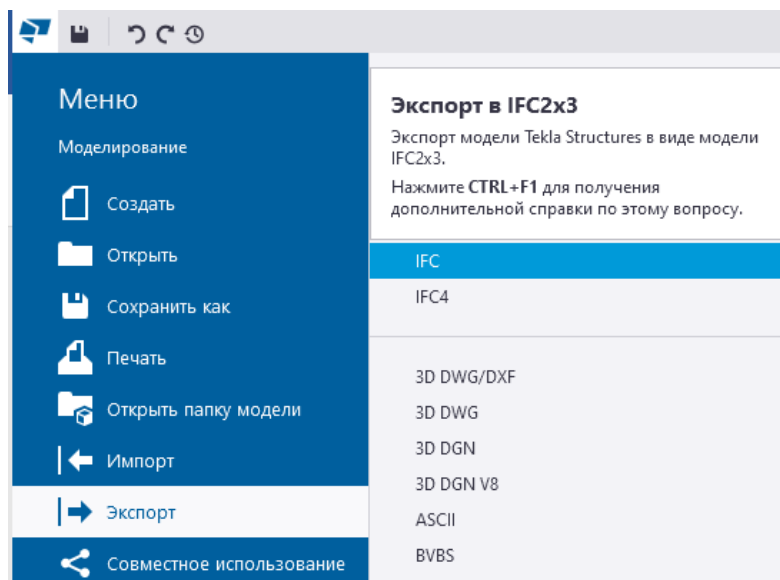 Меню
Моделирование
Создать
Открыть
Сохранить как
Печать
Открыть папку модели
Импорт
Экспорт
Совместное использование
Экспорт в IFC2x3
Экспорт модели Tekla Structures в виде модели
IFC2x3.
Нажмите CTRL+F1 для получения
дополнительной справки по этому вопросу.
IFC
IFC4
3D DWG/DXF
3D DWG
3D DGN
3D DGN V8
ASCII
BVBS